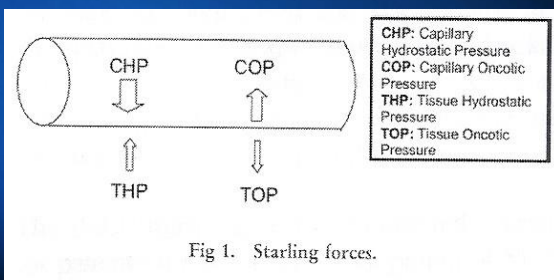 CHP
COP
THP
TOP
CHP: Capillary
Hydrostatic Pressure
COP: Capillary Oncotic
Pressure
THP: Tissue Hydrostatic
Pressure
TOP: Tissue Oncotic
Pressure
Fig 1. Starling forces.